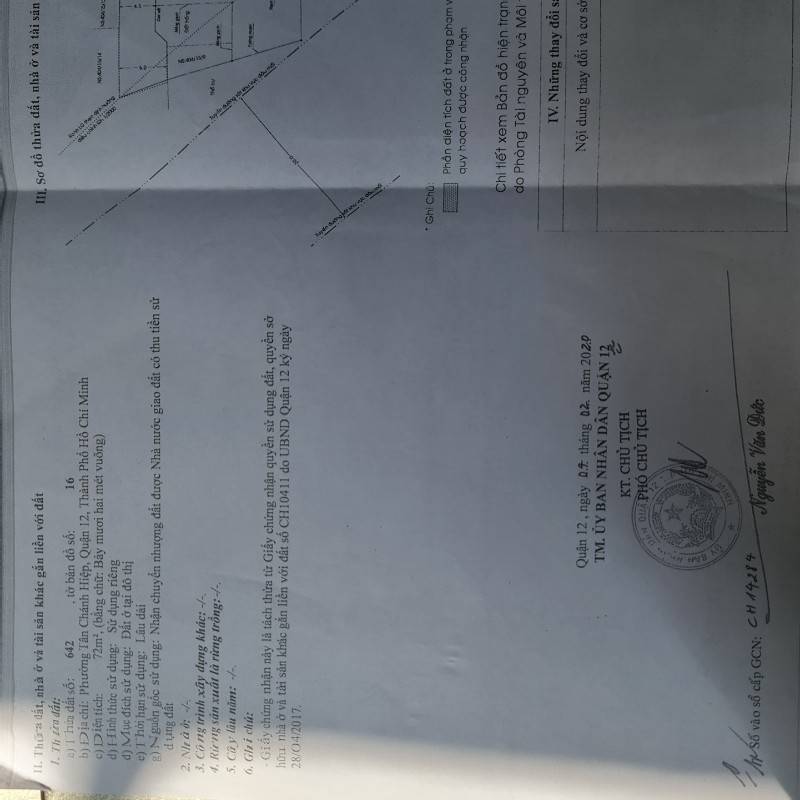 II. Thửa đất, nhà ở và tài sản khác gắn liền với đất
1. Thửa đất:
a) Thửa đất số: 642 , tờ bản đồ số: 16
b) Địa chỉ: Phường Tân Chánh Hiệp, Quận 12, Thành Phố Hồ Chí Minh
c) Diện tích: 72m², (bằng chữ: Bảy mươi hai mét vuông)
d) Hình thức sử dụng: Sử dụng riêng
đ) Mục đích sử dụng: Đất ở tại đô thị
e) Thời hạn sử dụng: Lâu dài
g) Nguồn gốc sử dụng: Nhận chuyển nhượng đất được Nhà nước giao đất có thu tiền sử
dụng đất
2. Nhà ở: -/-.
3. Công trình xây dựng khác: -/-.
4. Rừng sản xuất là rừng trồng: -/-.
5. Cây lâu năm: -/-.
6. Ghi chú:
- Giấy chứng nhận này là tách thửa từ Giấy chứng nhận quyền sử dụng đất, quyền sở
hữu nhà ở và tài sản khác gắn liền với đất số CH10411 do UBND Quận 12 ký ngày
28/04/2017.
Quận 12 , ngày 07 tháng 02 năm 2020
TM. ỦY BAN NHÂN DÂN QUẬN 12
KT. CHỦ TỊCH
PHÓ CHỦ TỊCH
Nguyễn Văn Đức
Số vào sổ cấp GCN: CH14284
III. Sơ đồ thửa đất, nhà ở và tài sản
* Ghi Chú:
Phần diện tích đất ở trong phạm v
quy hoạch được công nhận
Chi tiết xem Bản đồ hiện trạn
do Phòng Tài nguyên và Môi
IV. Những thay đổi s
Nội dung thay đổi và cơ sở